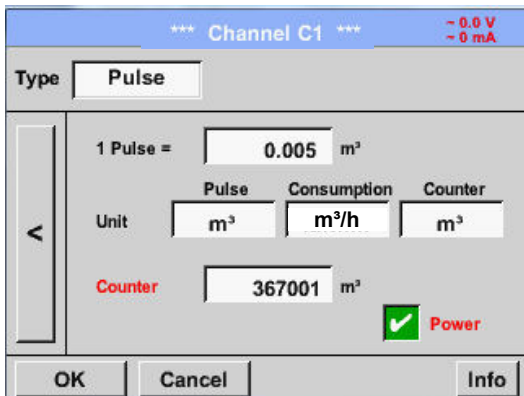 *** Channel C1 ***
~ 0.0 V
~ 0 mA
Type Pulse
1 Pulse = 0.005 m³
Pulse Consumption Counter
Unit m³ m³/h m³
<
Counter 367001 m³
✔ Power
OK Cancel Info